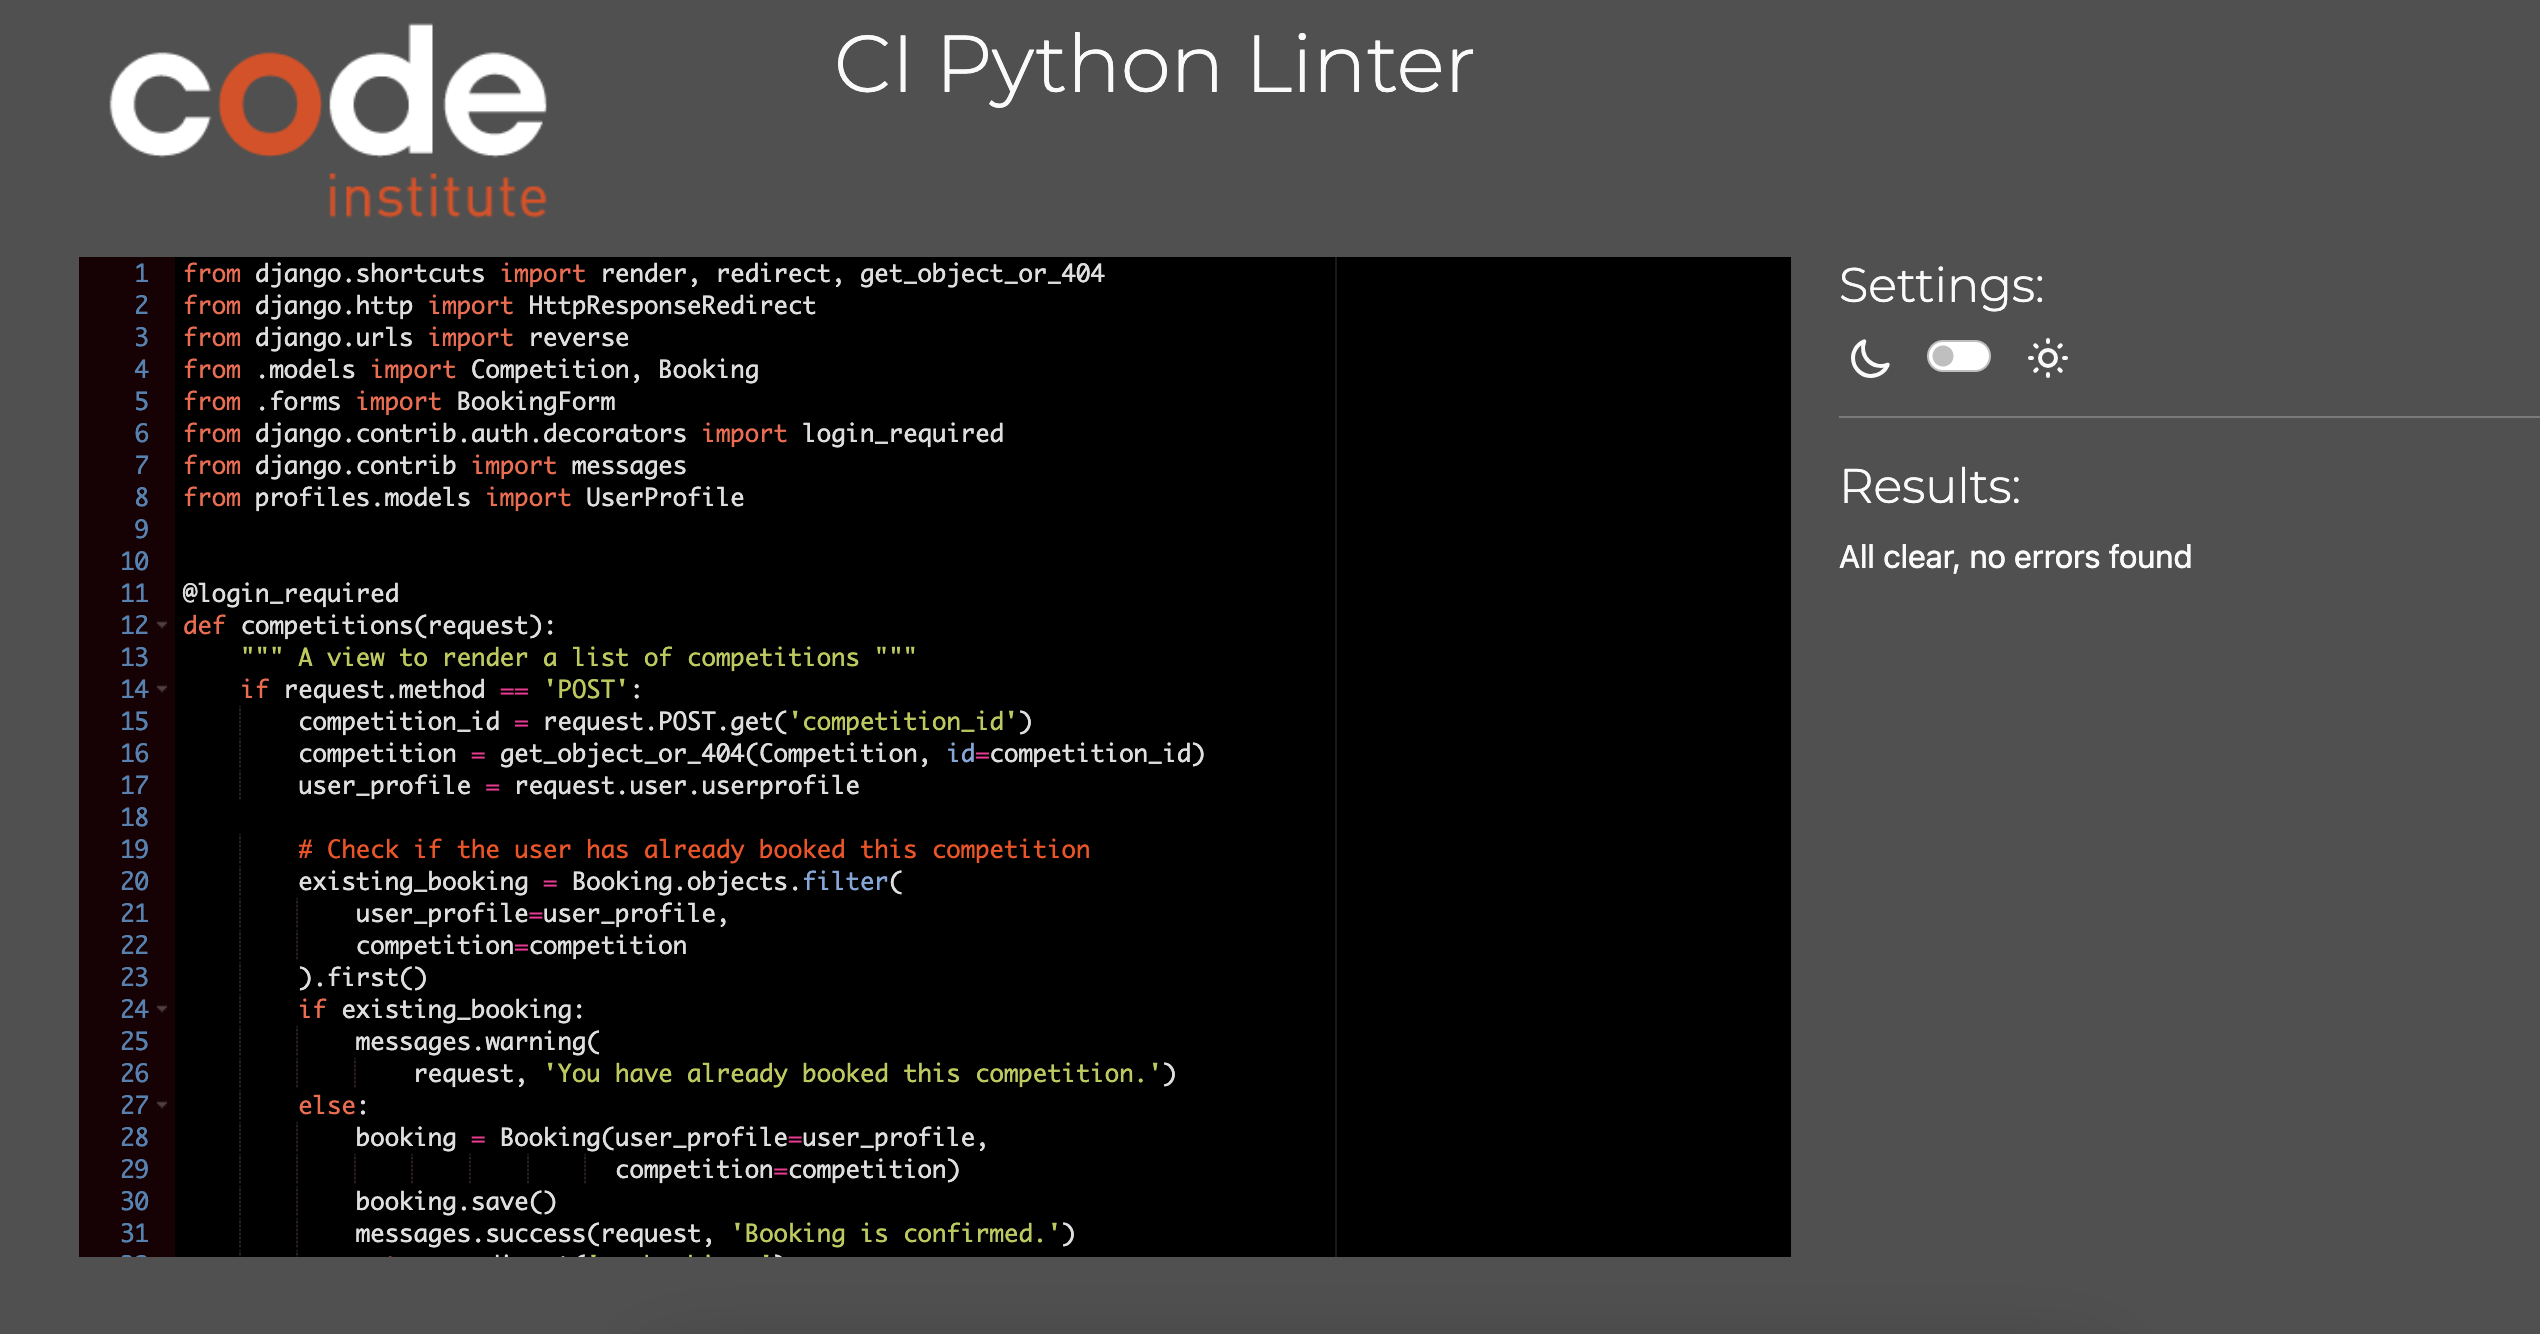 code
institute
CI Python Linter
1 from django.shortcuts import render, redirect, get_object_or_404
2 from django.http import HttpResponseRedirect
3 from django.urls import reverse
4 from .models import Competition, Booking
5 from .forms import BookingForm
6 from django.contrib.auth.decorators import login_required
7 from django.contrib import messages
8 from profiles.models import UserProfile
9
10
11 @login_required
12 def competitions(request):
13     """ A view to render a list of competitions """
14     if request.method == 'POST':
15         competition_id = request.POST.get('competition_id')
16         competition = get_object_or_404(Competition, id=competition_id)
17         user_profile = request.user.userprofile
18
19         # Check if the user has already booked this competition
20         existing_booking = Booking.objects.filter(
21             user_profile=user_profile,
22             competition=competition
23         ).first()
24         if existing_booking:
25             messages.warning(
26                 request, 'You have already booked this competition.')
27         else:
28             booking = Booking(user_profile=user_profile,
29                               competition=competition)
30             booking.save()
31             messages.success(request, 'Booking is confirmed.')
Settings:
Results:
All clear, no errors found